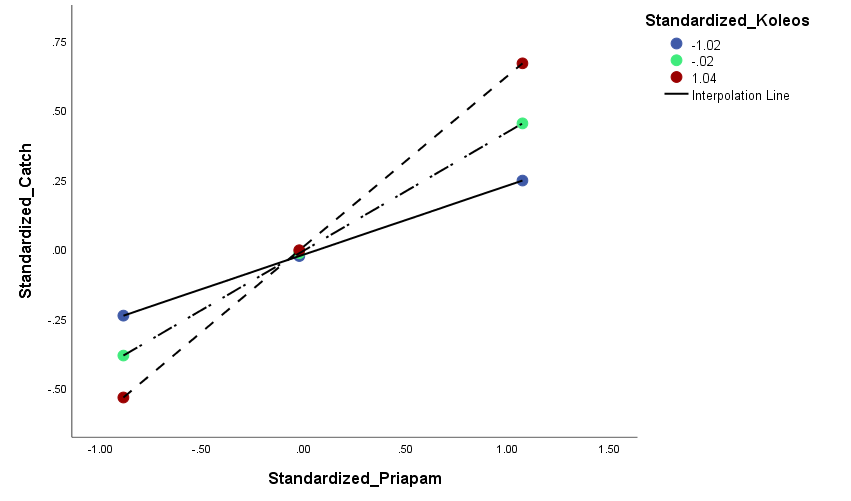 Standardized_Koleos
-1.02
-.02
1.04
Interpolation Line
.75
.50
.25
.00
-.25
-.50
Standardized_Catch
-1.00 -.50 .00 .50 1.00 1.50
Standardized_Priapam